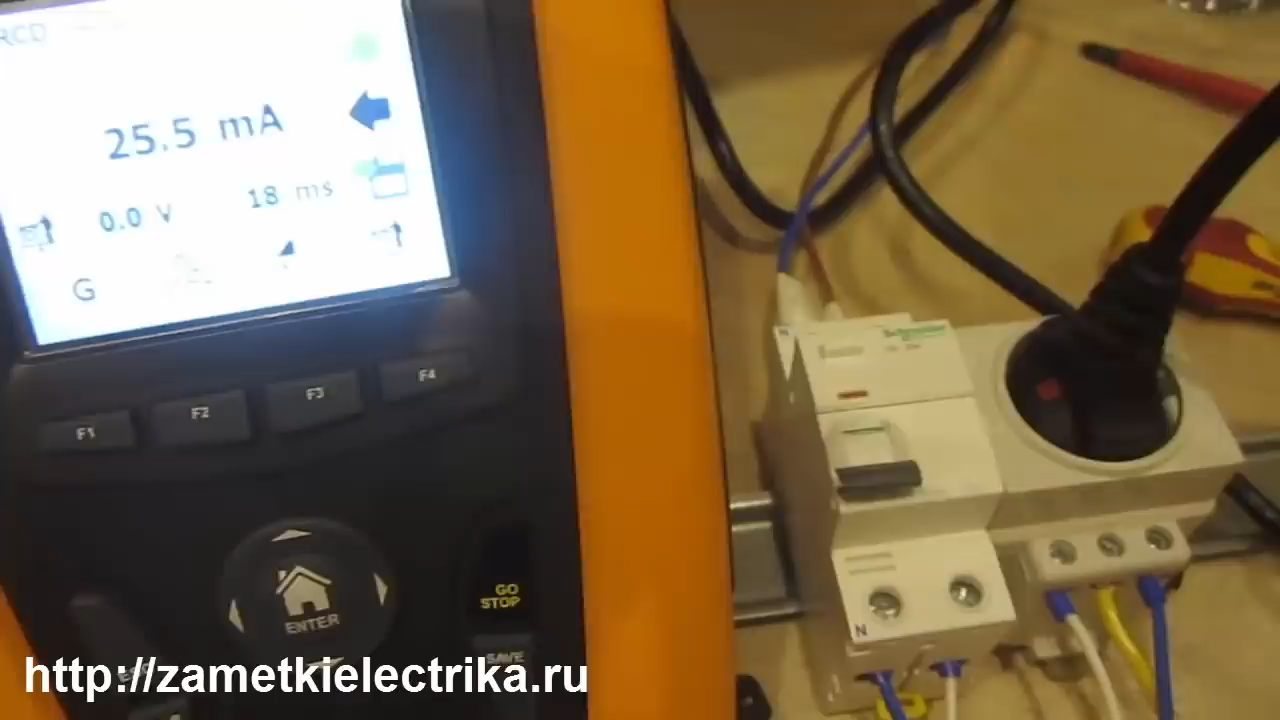 RCD
25.5 mA
0.0 V
18 ms
G
F1
F2
F3
F4
Schneider
GO
STOP
ENTER
SAVE
N
http://zametkielectrika.ru